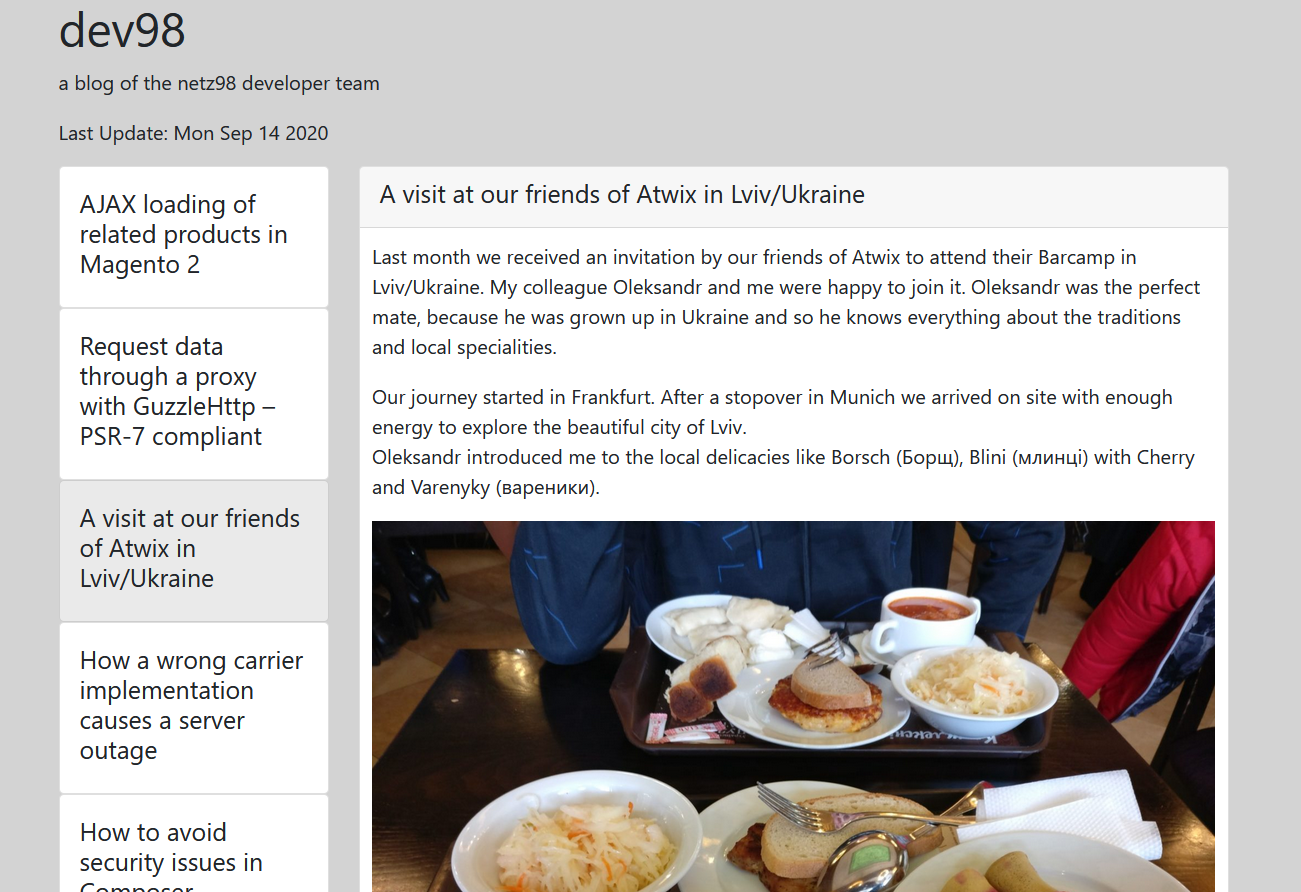 dev98
a blog of the netz98 developer team
Last Update: Mon Sep 14 2020
AJAX loading of
related products in
Magento 2
Request data
through a proxy
with GuzzleHttp –
PSR-7 compliant
A visit at our friends
of Atwix in
Lviv/Ukraine
How a wrong carrier
implementation
causes a server
outage
How to avoid
security issues in
Composer
A visit at our friends of Atwix in Lviv/Ukraine
Last month we received an invitation by our friends of Atwix to attend their Barcamp in
Lviv/Ukraine. My colleague Oleksandr and me were happy to join it. Oleksandr was the perfect
mate, because he was grown up in Ukraine and so he knows everything about the traditions
and local specialities.
Our journey started in Frankfurt. After a stopover in Munich we arrived on site with enough
energy to explore the beautiful city of Lviv.
Oleksandr introduced me to the local delicacies like Borsch (Борщ), Blini (млинці) with Cherry
and Varenyky (вареники).